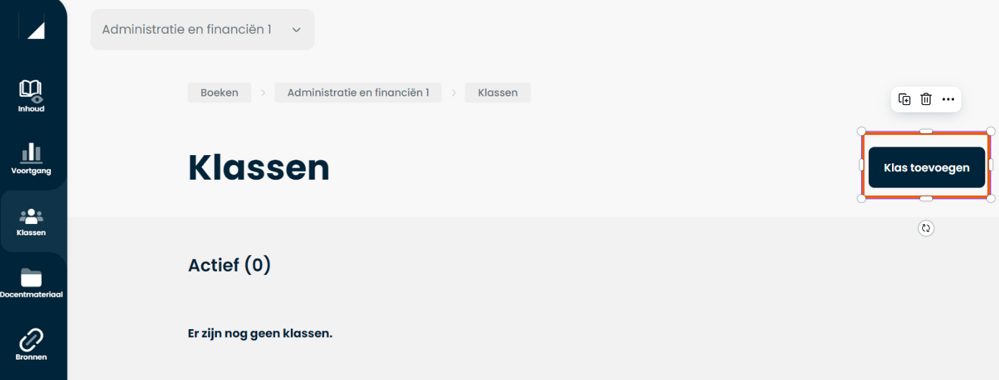 Administratie en financiën 1
Boeken
Administratie en financiën 1
Klassen
Inhoud
Voortgang
Klassen
Klas toevoegen
Klassen
Actief (0)
Docentmateriaal
Er zijn nog geen klassen.
Bronnen